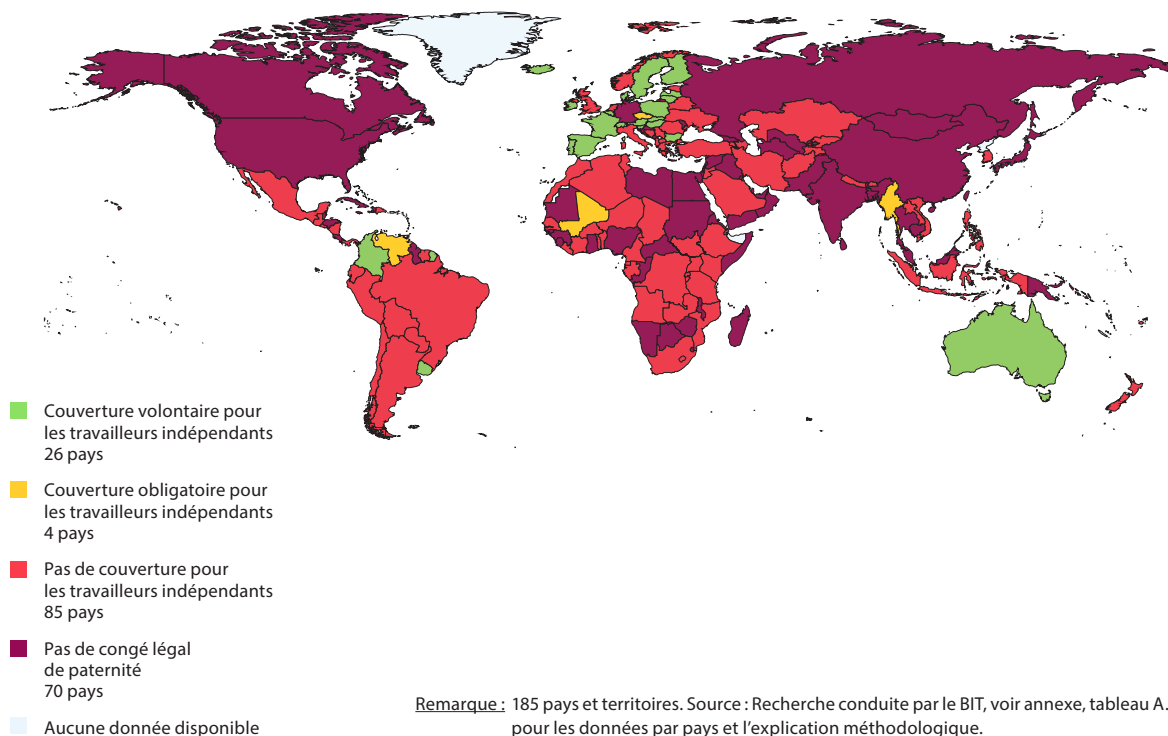 Couverture volontaire pour
les travailleurs indépendants
26 pays
Couverture obligatoire pour
les travailleurs indépendants
4 pays
Pas de couverture pour
les travailleurs indépendants
85 pays
Pas de congé légal
de paternité
70 pays
Aucune donnée disponible
Remarque : 185 pays et territoires. Source : Recherche conduite par le BIT, voir annexe, tableau A.
pour les données par pays et l’explication méthodologique.